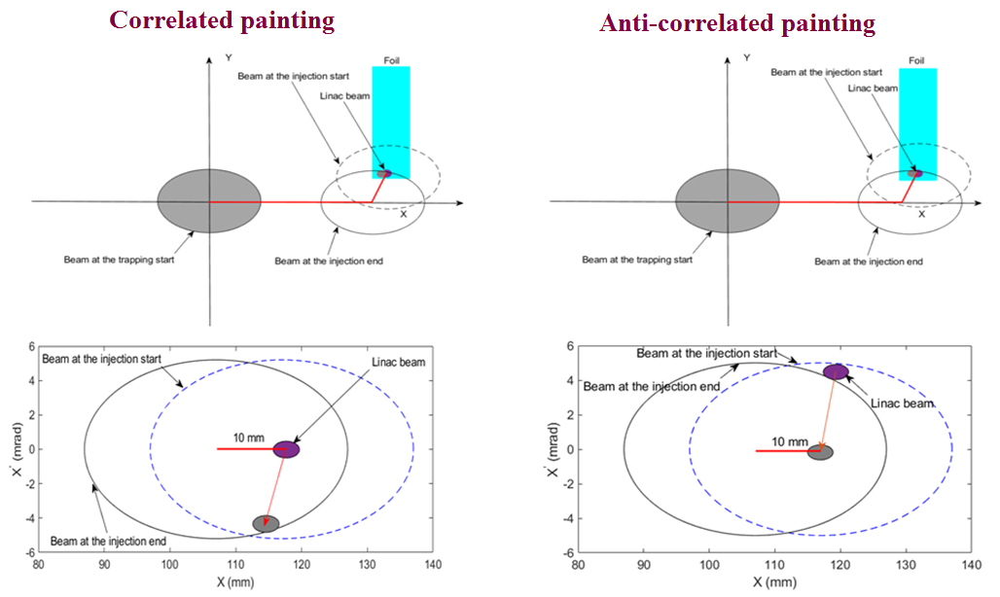 Correlated painting
Y
Foil
Beam at the injection start
Linac beam
X
Beam at the trapping start
Beam at the injection end
6
4
2
0
-2
-4
-6
X' (mrad)
Beam at the injection start
Linac beam
10 mm
Beam at the injection end
80
90
100
110
120
130
140
X (mm)
Anti-correlated painting
Y
Foil
Beam at the injection start
Linac beam
X
Beam at the trapping start
Beam at the injection end
6
4
2
0
-2
-4
-6
X' (mrad)
Beam at the injection start
Beam at the injection end
Linac beam
10 mm
80
90
100
110
120
130
140
X (mm)